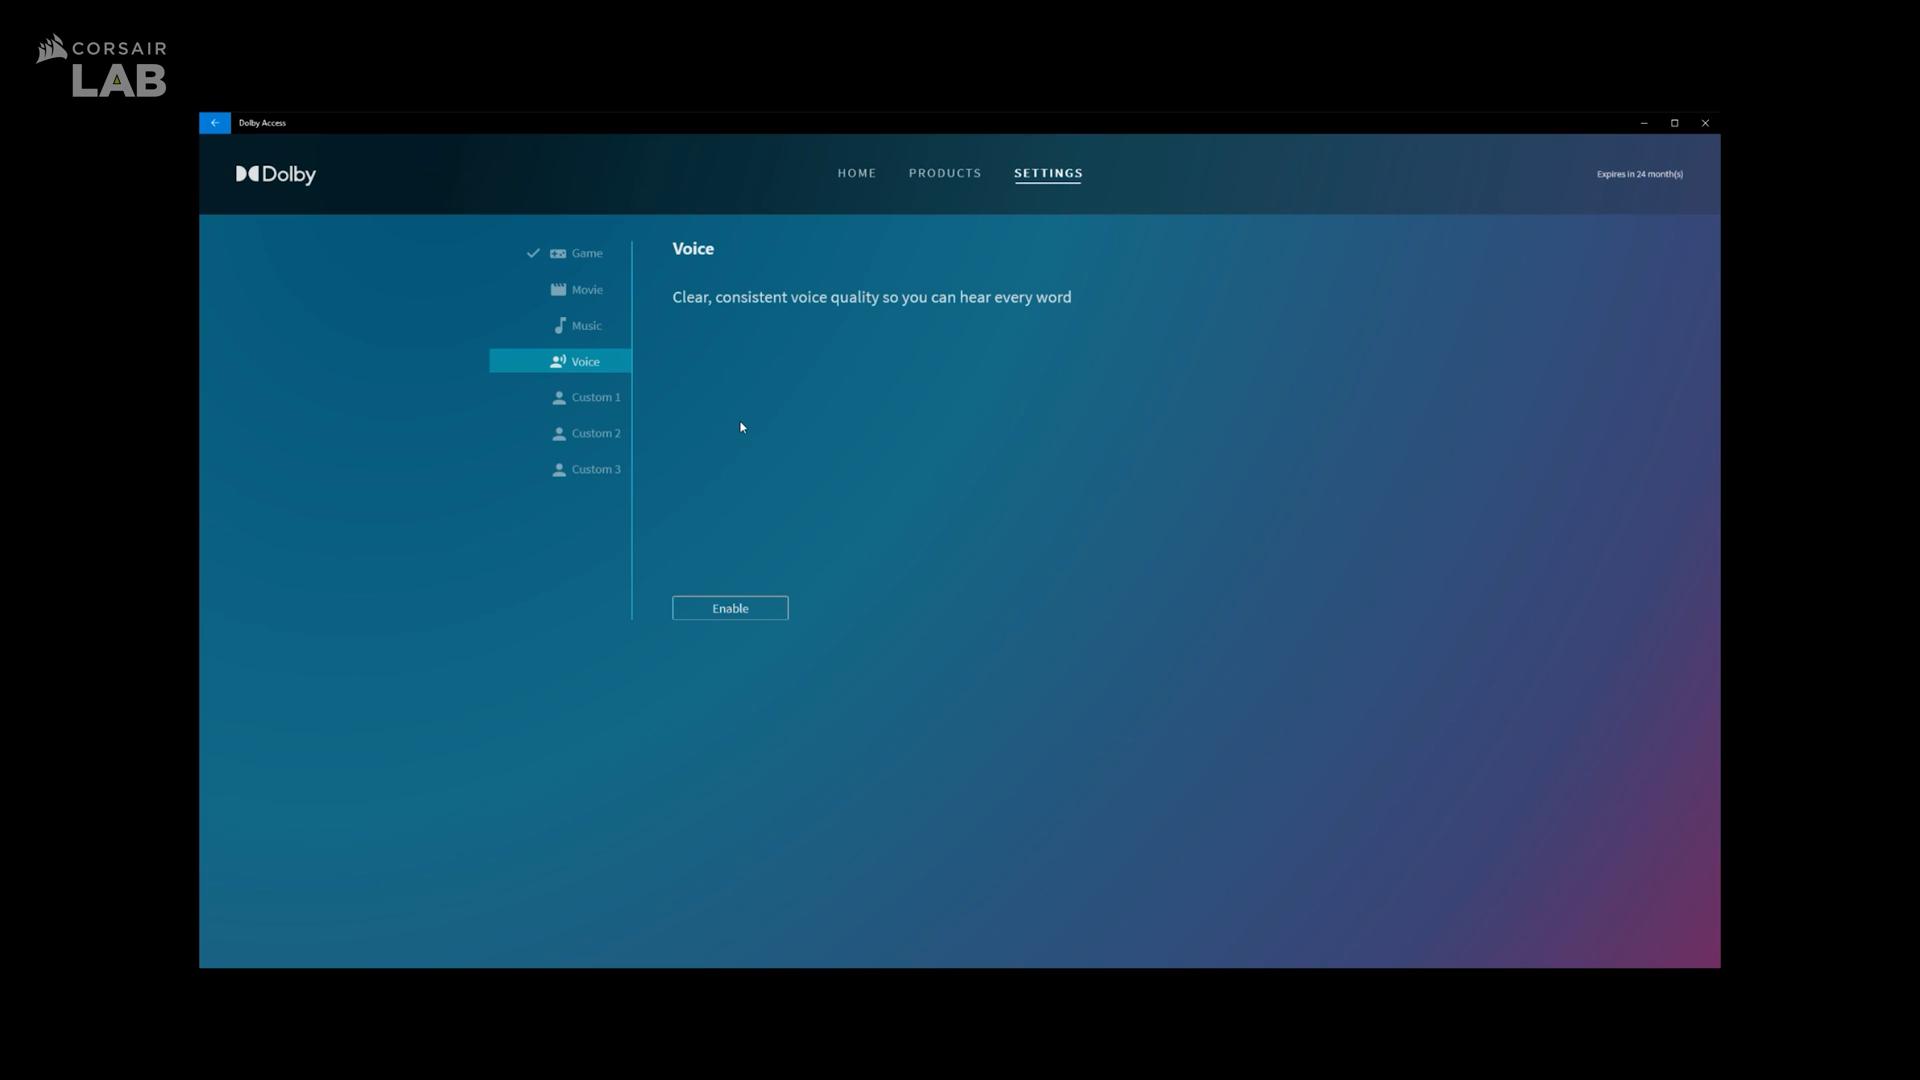 CORSAIR
LAB
Dolby Access
Dolby
HOME
PRODUCTS
SETTINGS
Expires in 24 month(s)
Game
Movie
Music
Voice
Custom 1
Custom 2
Custom 3
Voice
Clear, consistent voice quality so you can hear every word
Enable